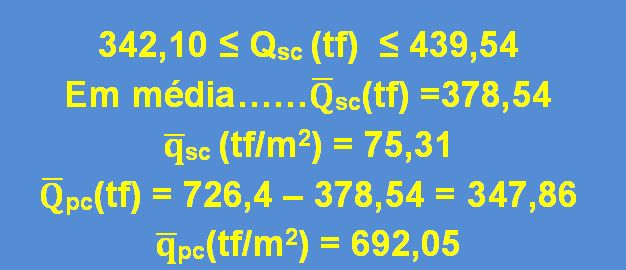 342,10 ≤ Qsc (tf) ≤ 439,54
Em média……Q̅sc(tf) =378,54
q̅sc (tf/m²) = 75,31
Q̅pc(tf) = 726,4 – 378,54 = 347,86
q̅pc(tf/m²) = 692,05